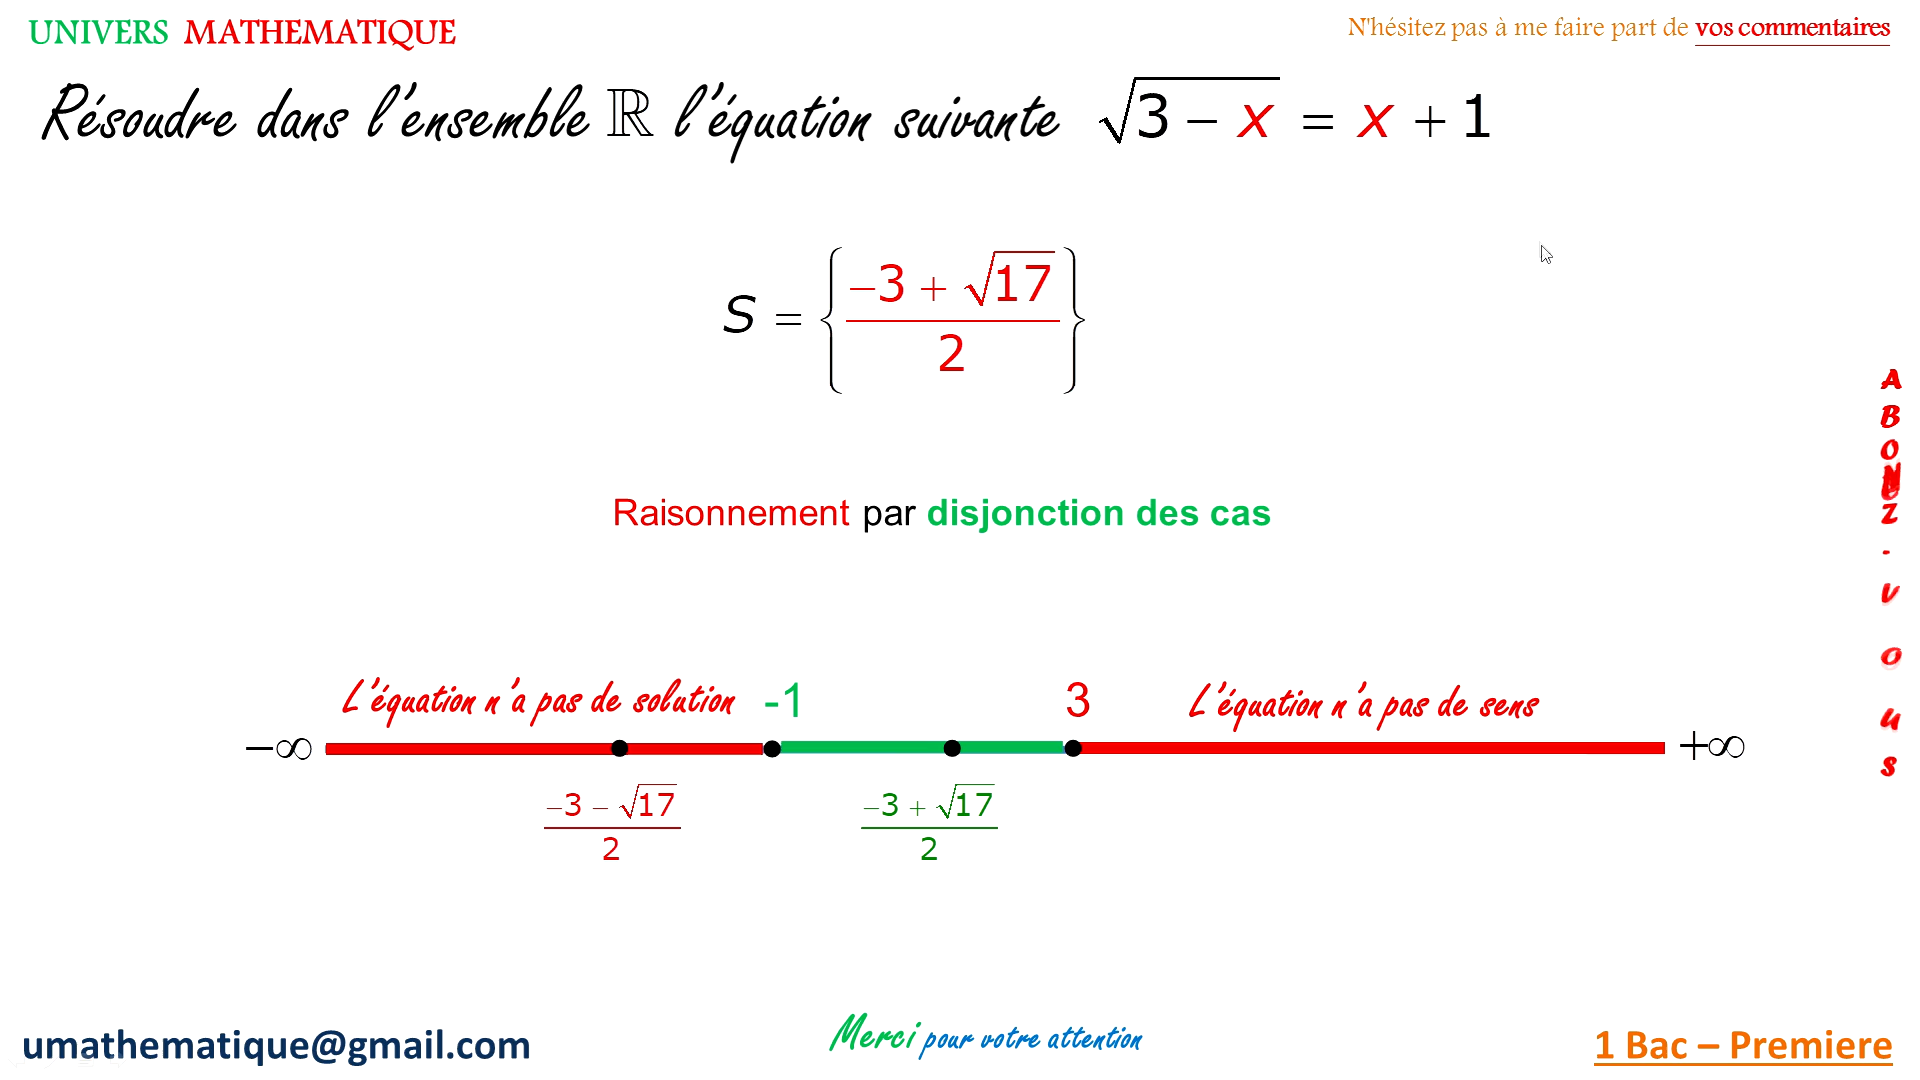 UNIVERS MATHEMATIQUE
N'hésitez pas à me faire part de vos commentaires
Résoudre dans l'ensemble ℝ l'équation suivante √(3 − x) = x + 1
S = {(−3 + √17)/2}
Raisonnement par disjonction des cas
L'équation n'a pas de solution -1 3 L'équation n'a pas de sens
−∞ +∞
(−3 − √17)/2 (−3 + √17)/2
ABONNEZ-VOUS
Merci pour votre attention
umathematique@gmail.com
1 Bac – Premiere